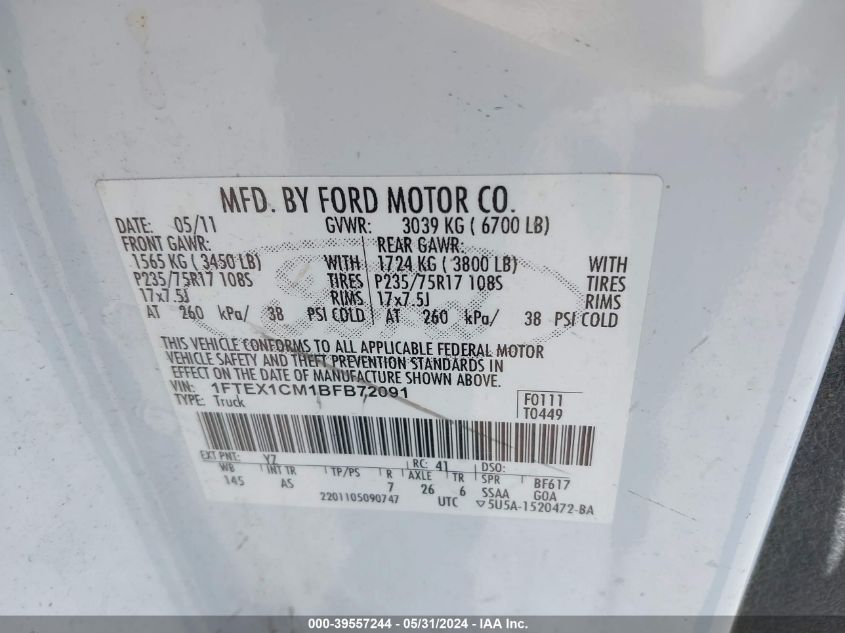 MFD. BY FORD MOTOR CO.
DATE: 05/11 GVWR: 3039 KG ( 6700 LB)
FRONT GAWR: REAR GAWR:
1565 KG ( 3450 LB) WITH 1724 KG ( 3800 LB) WITH
P235/75R17 108S TIRES P235/75R17 108S TIRES
17x7.5J RIMS 17x7.5J RIMS
AT 260 kPa/ 38 PSI COLD AT 260 kPa/ 38 PSI COLD
THIS VEHICLE CONFORMS TO ALL APPLICABLE FEDERAL MOTOR
VEHICLE SAFETY AND THEFT PREVENTION STANDARDS IN
EFFECT ON THE DATE OF MANUFACTURE SHOWN ABOVE.
VIN: 1FTEX1CM1BFB72091 F0111
TYPE: Truck T0449
EXT PNT: YZ RC: 41 DSO:
WB INT TR TP/PS R AXLE TR SPR BF617
145 AS 7 26 6 SSAA GOA
2201105090747 UTC ▽5U5A-1520472-BA
000-39557244 - 05/31/2024 - IAA Inc.